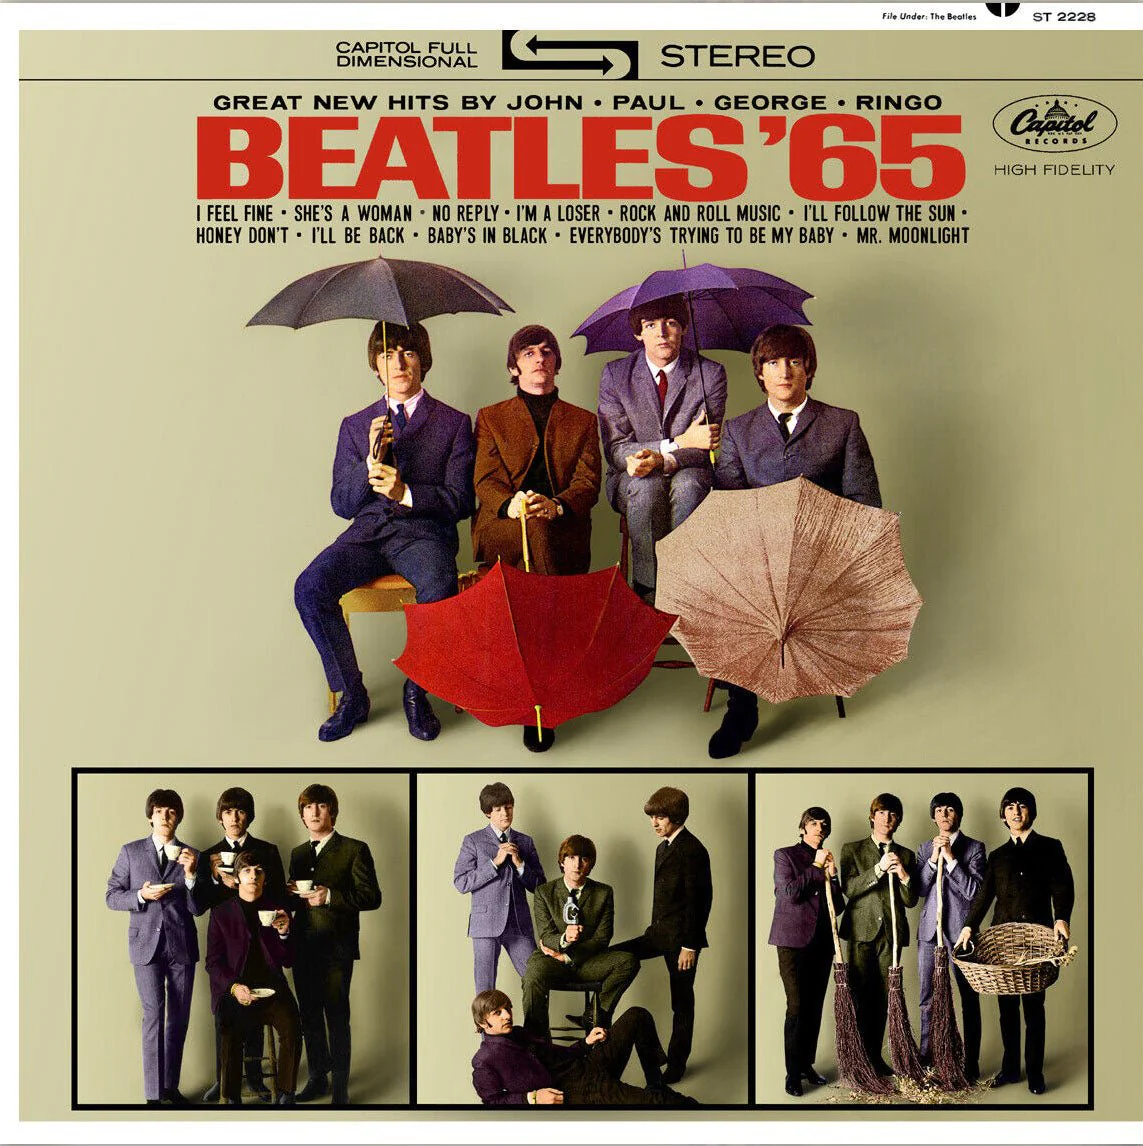 File Under: The Beatles
ST 2228
CAPITOL FULL
DIMENSIONAL
STEREO
GREAT NEW HITS BY JOHN • PAUL • GEORGE • RINGO
BEATLES '65
Capitol
RECORDS
HIGH FIDELITY
I FEEL FINE • SHE'S A WOMAN • NO REPLY • I'M A LOSER • ROCK AND ROLL MUSIC • I'LL FOLLOW THE SUN •
HONEY DON'T • I'LL BE BACK • BABY'S IN BLACK • EVERYBODY'S TRYING TO BE MY BABY • MR. MOONLIGHT